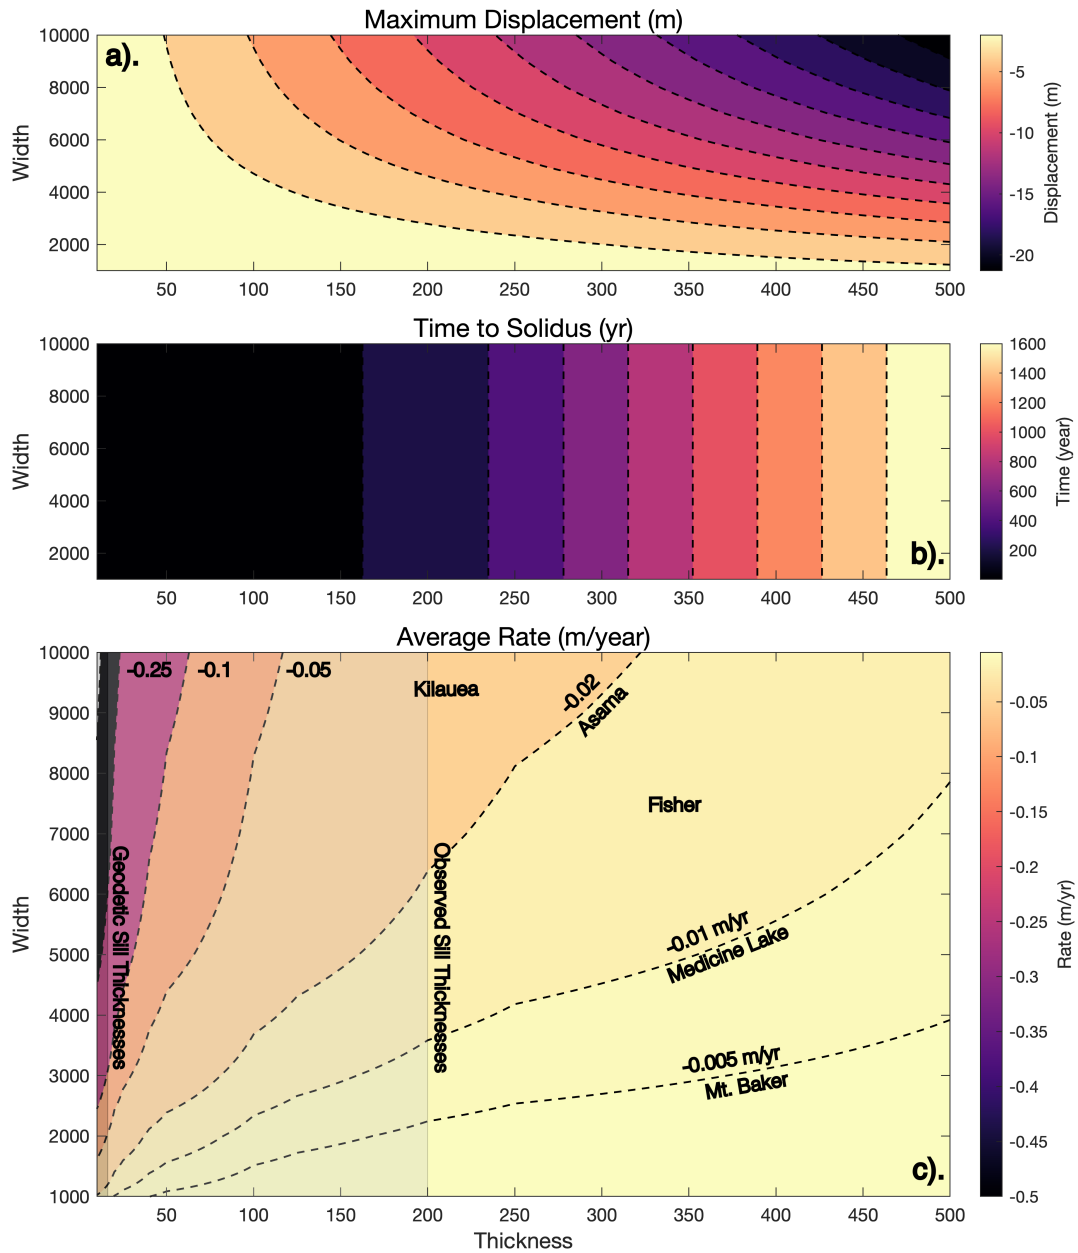 Maximum Displacement (m)
a).
10000
8000
6000
4000
2000
Width
50 100 150 200 250 300 350 400 450 500
-5
-10
-15
-20
Displacement (m)
Time to Solidus (yr)
10000
8000
6000
4000
2000
Width
b).
50 100 150 200 250 300 350 400 450 500
1600
1400
1200
1000
800
600
400
200
Time (year)
Average Rate (m/year)
10000
9000
8000
7000
6000
5000
4000
3000
2000
1000
Width
-0.25 -0.1 -0.05
Kilauea
-0.02
Asama
Fisher
Geodetic Sill Thicknesses
Observed Sill Thicknesses
-0.01 m/yr
Medicine Lake
-0.005 m/yr
Mt. Baker
c).
50 100 150 200 250 300 350 400 450 500
Thickness
-0.05
-0.1
-0.15
-0.2
-0.25
-0.3
-0.35
-0.4
-0.45
-0.5
Rate (m/yr)